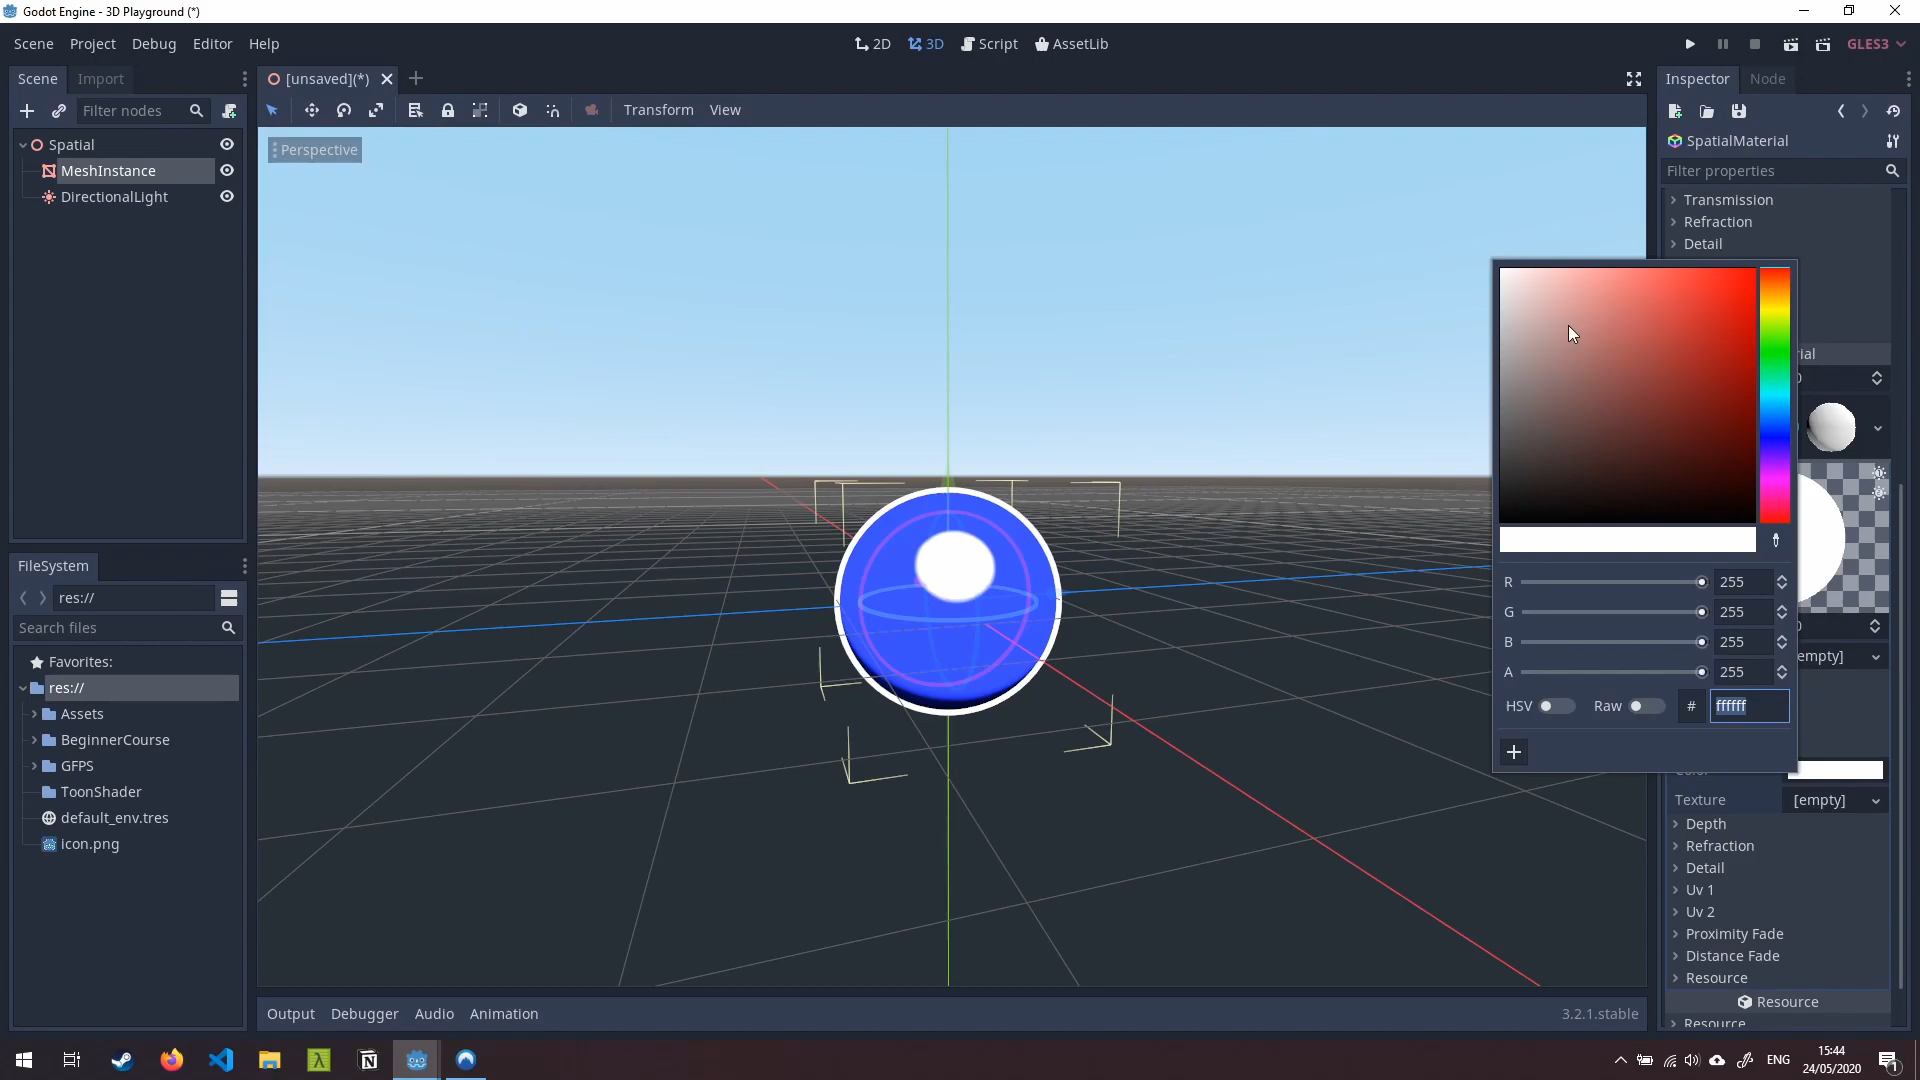 Godot Engine - 3D Playground (*)
Scene Project Debug Editor Help
2D 3D Script AssetLib
GLES3
Scene Import
[unsaved](*)
Inspector Node
Filter nodes
Transform View
Spatial
MeshInstance
DirectionalLight
Perspective
SpatialMaterial
Filter properties
Transmission
Refraction
Detail
R 255
G 255
B 255
A 255
HSV Raw # ffffff
FileSystem
res://
Search files
Favorites:
res://
Assets
BeginnerCourse
GFPS
ToonShader
default_env.tres
icon.png
Texture [empty]
Depth
Refraction
Detail
Uv 1
Uv 2
Proximity Fade
Distance Fade
Resource
Resource
Resource
Output Debugger Audio Animation
3.2.1.stable
ENG
15:44
24/05/2020